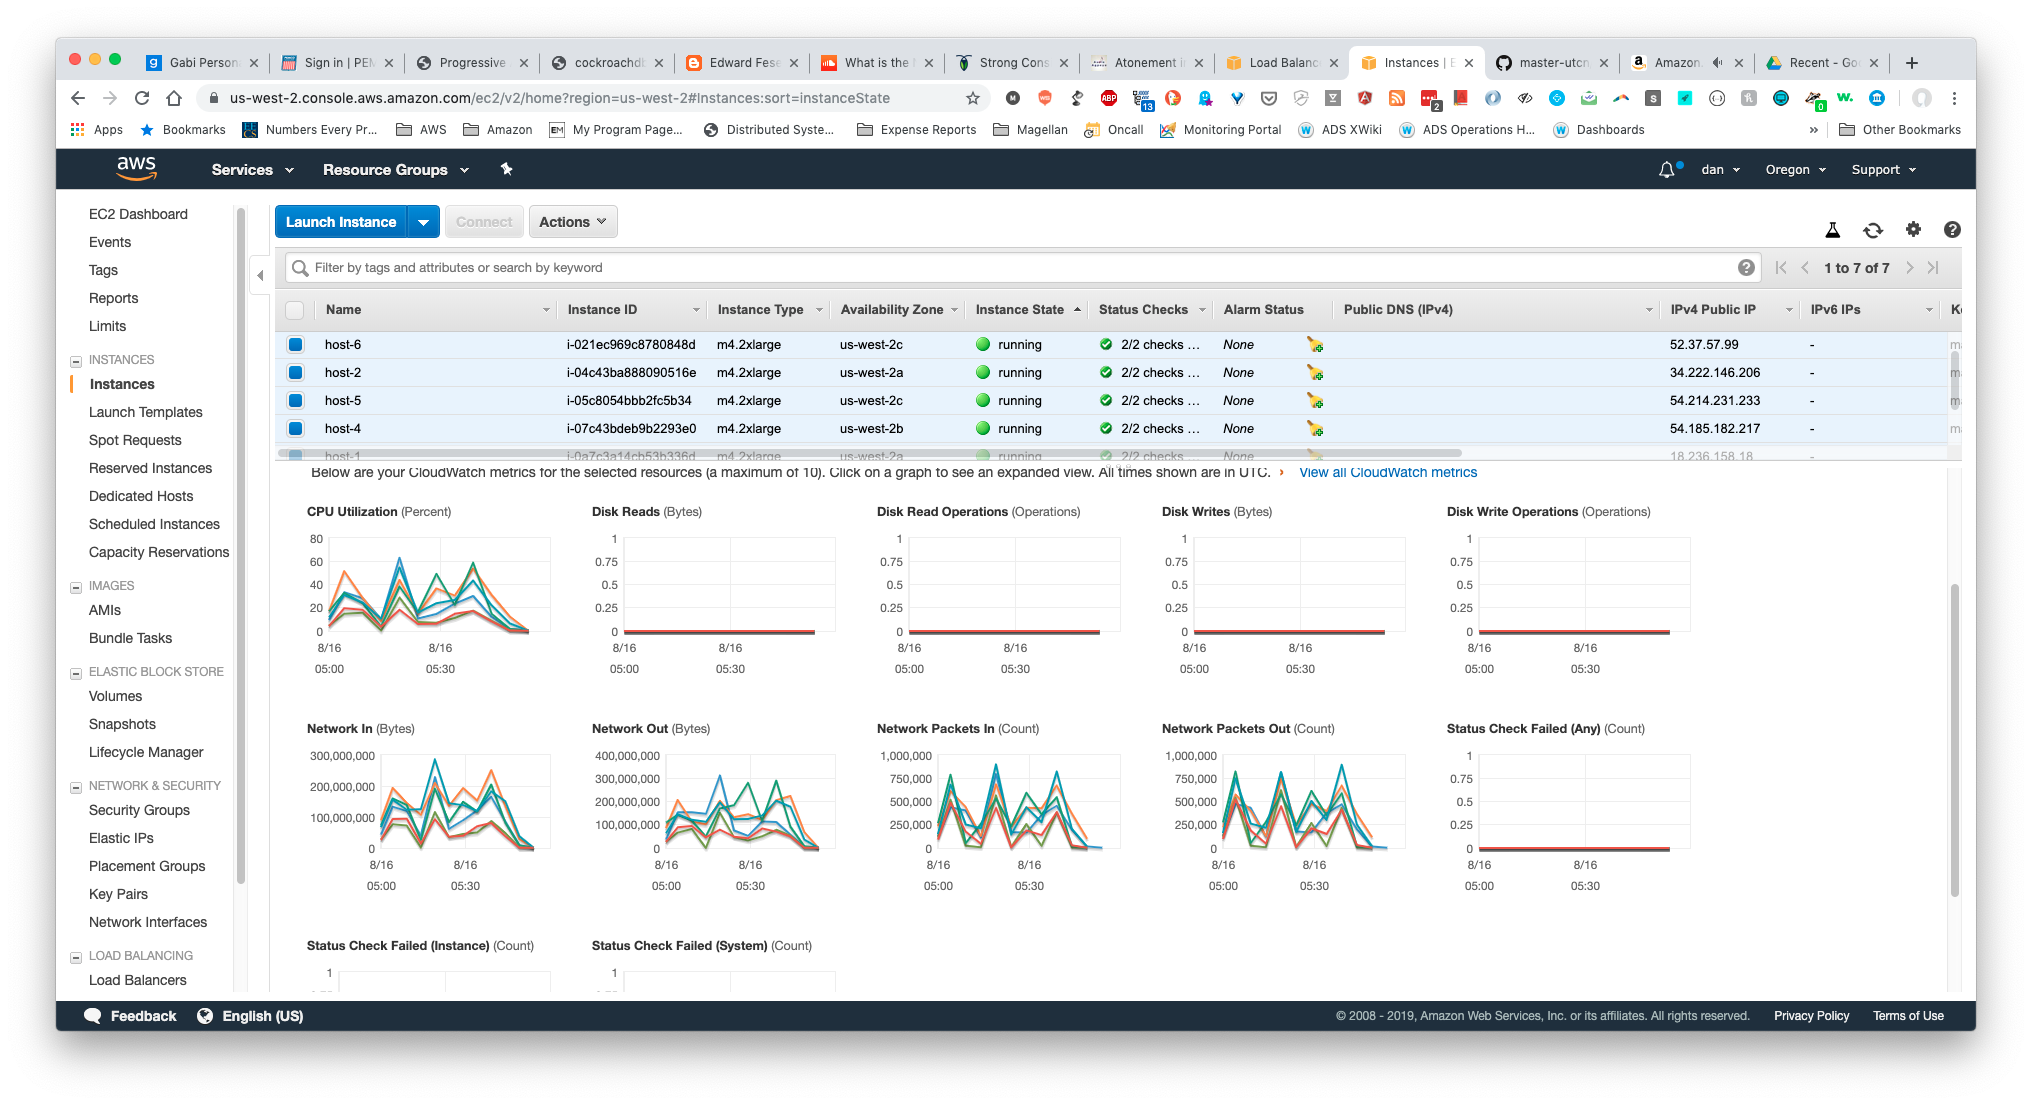 Gabi Person
Sign in | PEM
Progressive
cockroachdb
Edward Fese
What is the
Strong Cons
Atonement i
Load Balanc
Instances | E
master-utcn
Amazon.
Recent - Go
us-west-2.console.aws.amazon.com/ec2/v2/home?region=us-west-2#Instances:sort=instanceState
ABP
13
2
0
Apps
Bookmarks
Numbers Every Pr...
AWS
Amazon
My Program Page...
Distributed Syste...
Expense Reports
Magellan
Oncall
Monitoring Portal
ADS XWiki
ADS Operations H...
Dashboards
»
Other Bookmarks
aws
Services
Resource Groups
dan
Oregon
Support
EC2 Dashboard
Events
Tags
Reports
Limits
INSTANCES
Instances
Launch Templates
Spot Requests
Reserved Instances
Dedicated Hosts
Scheduled Instances
Capacity Reservations
IMAGES
AMIs
Bundle Tasks
ELASTIC BLOCK STORE
Volumes
Snapshots
Lifecycle Manager
NETWORK & SECURITY
Security Groups
Elastic IPs
Placement Groups
Key Pairs
Network Interfaces
LOAD BALANCING
Load Balancers
Launch Instance
Connect
Actions
Filter by tags and attributes or search by keyword
1 to 7 of 7
Name Instance ID Instance Type Availability Zone Instance State Status Checks Alarm Status Public DNS (IPv4) IPv4 Public IP IPv6 IPs K
host-6 i-021ec969c8780848d m4.2xlarge us-west-2c running 2/2 checks ... None 52.37.57.99 -
host-2 i-04c43ba888090516e m4.2xlarge us-west-2a running 2/2 checks ... None 34.222.146.206 -
host-5 i-05c8054bbb2fc5b34 m4.2xlarge us-west-2c running 2/2 checks ... None 54.214.231.233 -
host-4 i-07c43bdeb9b2293e0 m4.2xlarge us-west-2b running 2/2 checks ... None 54.185.182.217 -
host-1 i-0a7c3a14cb53b336d m4.2xlarge us-west-2a running 2/2 checks ... None 18.236.158.18 -
Below are your CloudWatch metrics for the selected resources (a maximum of 10). Click on a graph to see an expanded view. All times shown are in UTC. › View all CloudWatch metrics
CPU Utilization (Percent)
80
60
40
20
0
8/16 8/16
05:00 05:30
Disk Reads (Bytes)
1
0.75
0.5
0.25
0
8/16 8/16
05:00 05:30
Disk Read Operations (Operations)
1
0.75
0.5
0.25
0
8/16 8/16
05:00 05:30
Disk Writes (Bytes)
1
0.75
0.5
0.25
0
8/16 8/16
05:00 05:30
Disk Write Operations (Operations)
1
0.75
0.5
0.25
0
8/16 8/16
05:00 05:30
Network In (Bytes)
300,000,000
200,000,000
100,000,000
0
8/16 8/16
05:00 05:30
Network Out (Bytes)
400,000,000
300,000,000
200,000,000
100,000,000
0
8/16 8/16
05:00 05:30
Network Packets In (Count)
1,000,000
750,000
500,000
250,000
0
8/16 8/16
05:00 05:30
Network Packets Out (Count)
1,000,000
750,000
500,000
250,000
0
8/16 8/16
05:00 05:30
Status Check Failed (Any) (Count)
1
0.75
0.5
0.25
0
8/16 8/16
05:00 05:30
Status Check Failed (Instance) (Count)
1
Status Check Failed (System) (Count)
1
Feedback
English (US)
© 2008 - 2019, Amazon Web Services, Inc. or its affiliates. All rights reserved.
Privacy Policy
Terms of Use